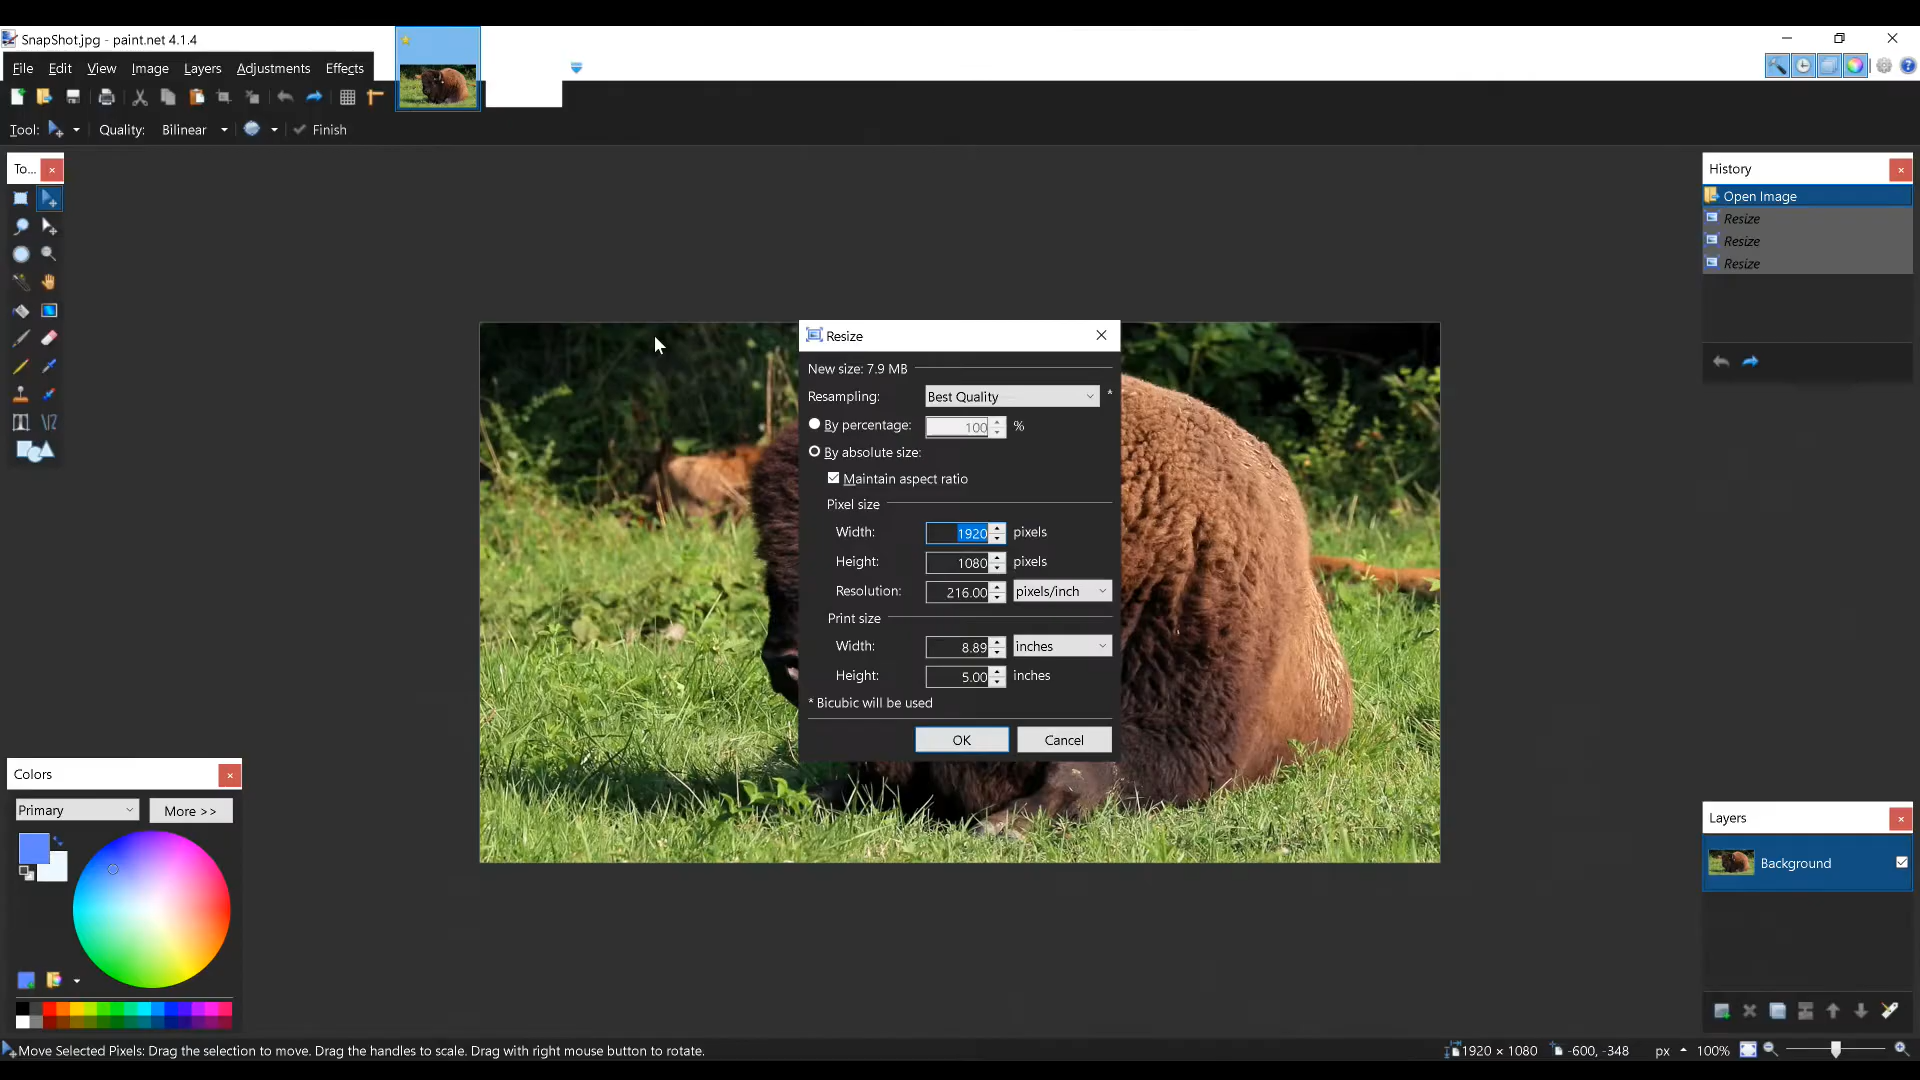 SnapShot.jpg - paint.net 4.1.4
File Edit View Image Layers Adjustments Effects
Tool: Quality: Bilinear Finish
To...
History
Open Image
Resize
Resize
Resize
Resize
New size: 7.9 MB
Resampling: Best Quality *
By percentage: 100 %
By absolute size:
Maintain aspect ratio
Pixel size
Width: 1920 pixels
Height: 1080 pixels
Resolution: 216.00 pixels/inch
Print size
Width: 8.89 inches
Height: 5.00 inches
* Bicubic will be used
OK Cancel
Colors
Primary More >>
Layers
Background
Move Selected Pixels: Drag the selection to move. Drag the handles to scale. Drag with right mouse button to rotate.
1920 × 1080 -600, -348 px 100%